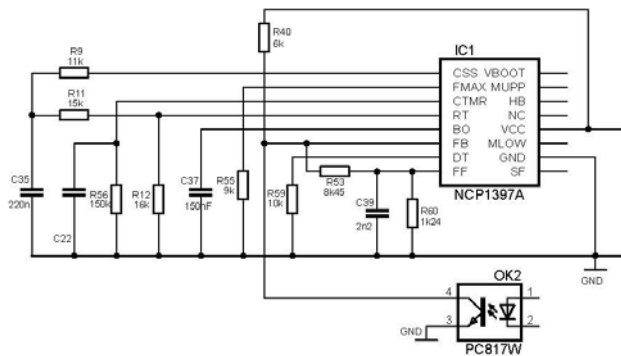 R40
6k
IC1
R9
11k
CSS VBOOT
FMAX MUPP
R11
15k
CTMR HB
RT NC
BO VCC
FB MLOW
DT GND
FF SF
NCP1397A
C35
220n
C22
R56
150k
R12
16k
C37
150nF
R55
9k
R59
10k
R53
8k45
C39
2n2
R60
1k24
GND
OK2
4
1
3
2
GND
PC817W